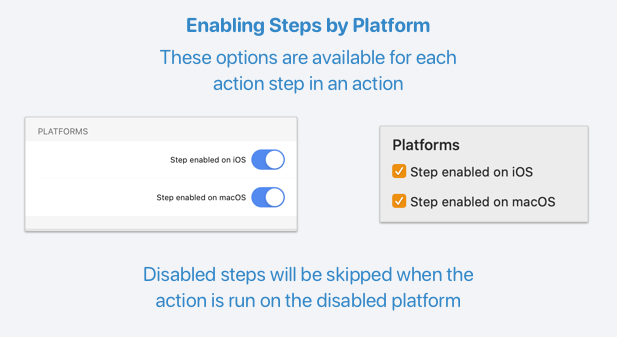 Enabling Steps by Platform
These options are available for each
action step in an action
PLATFORMS
Step enabled on iOS
Step enabled on macOS
Platforms
Step enabled on iOS
Step enabled on macOS
Disabled steps will be skipped when the
action is run on the disabled platform